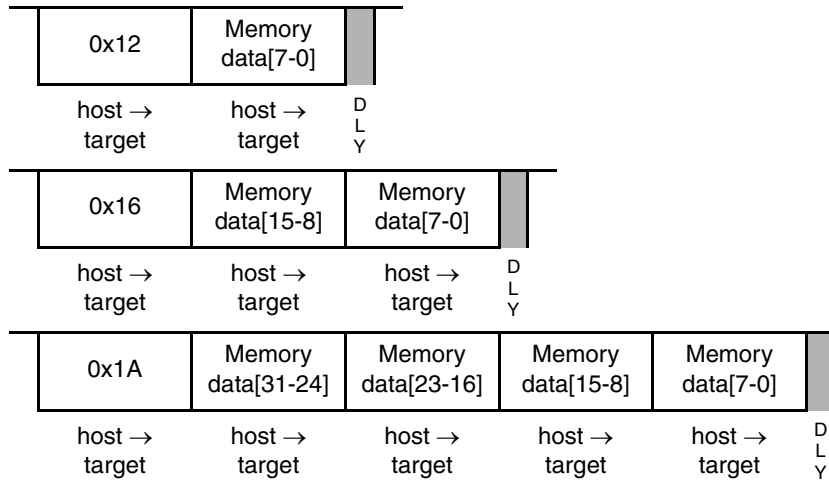 0x12 Memory
data[7-0]
host → host → D
L
target target Y
0x16 Memory Memory
data[15-8] data[7-0]
host → host → host → D
L
target target target Y
0x1A Memory Memory Memory Memory
data[31-24] data[23-16] data[15-8] data[7-0]
host → host → host → host → host → D
L
target target target target target Y